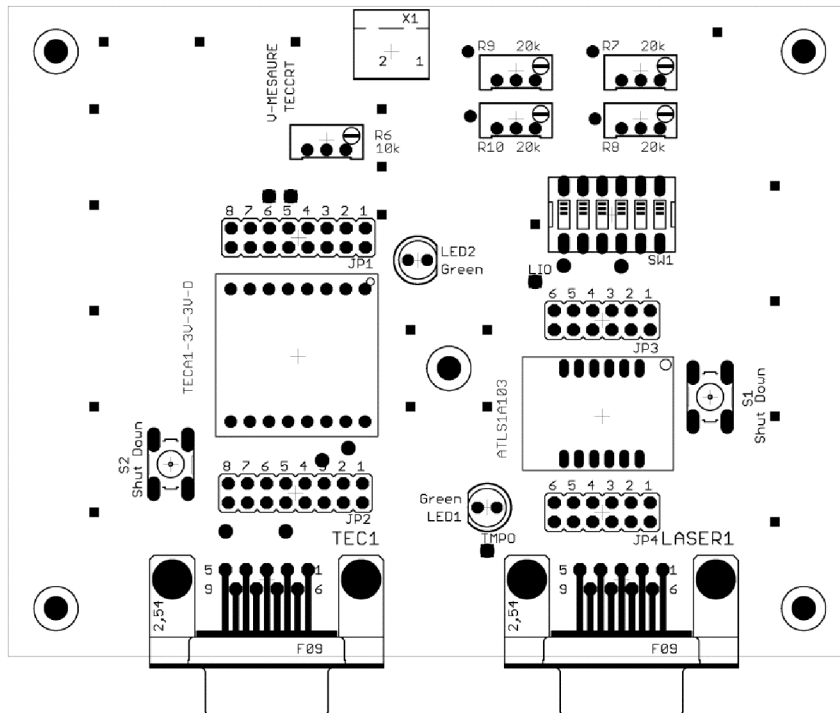 X1
2 1
V-MESAURE
TECCRT
R9 20k
R7 20k
R10 20k
R8 20k
R6
10k
SW1
8 7 6 5 4 3 2 1
JP1
LED2
Green
LIO
6 5 4 3 2 1
JP3
TECA1-3V-3V-D
ATLS1A103
S1
Shut Down
S2
Shut Down
8 7 6 5 4 3 2 1
JP2
Green
LED1
TMPO
6 5 4 3 2 1
JP4
TEC1
LASER1
5 1
9 6
2,54
F09
5 1
9 6
2,54
F09